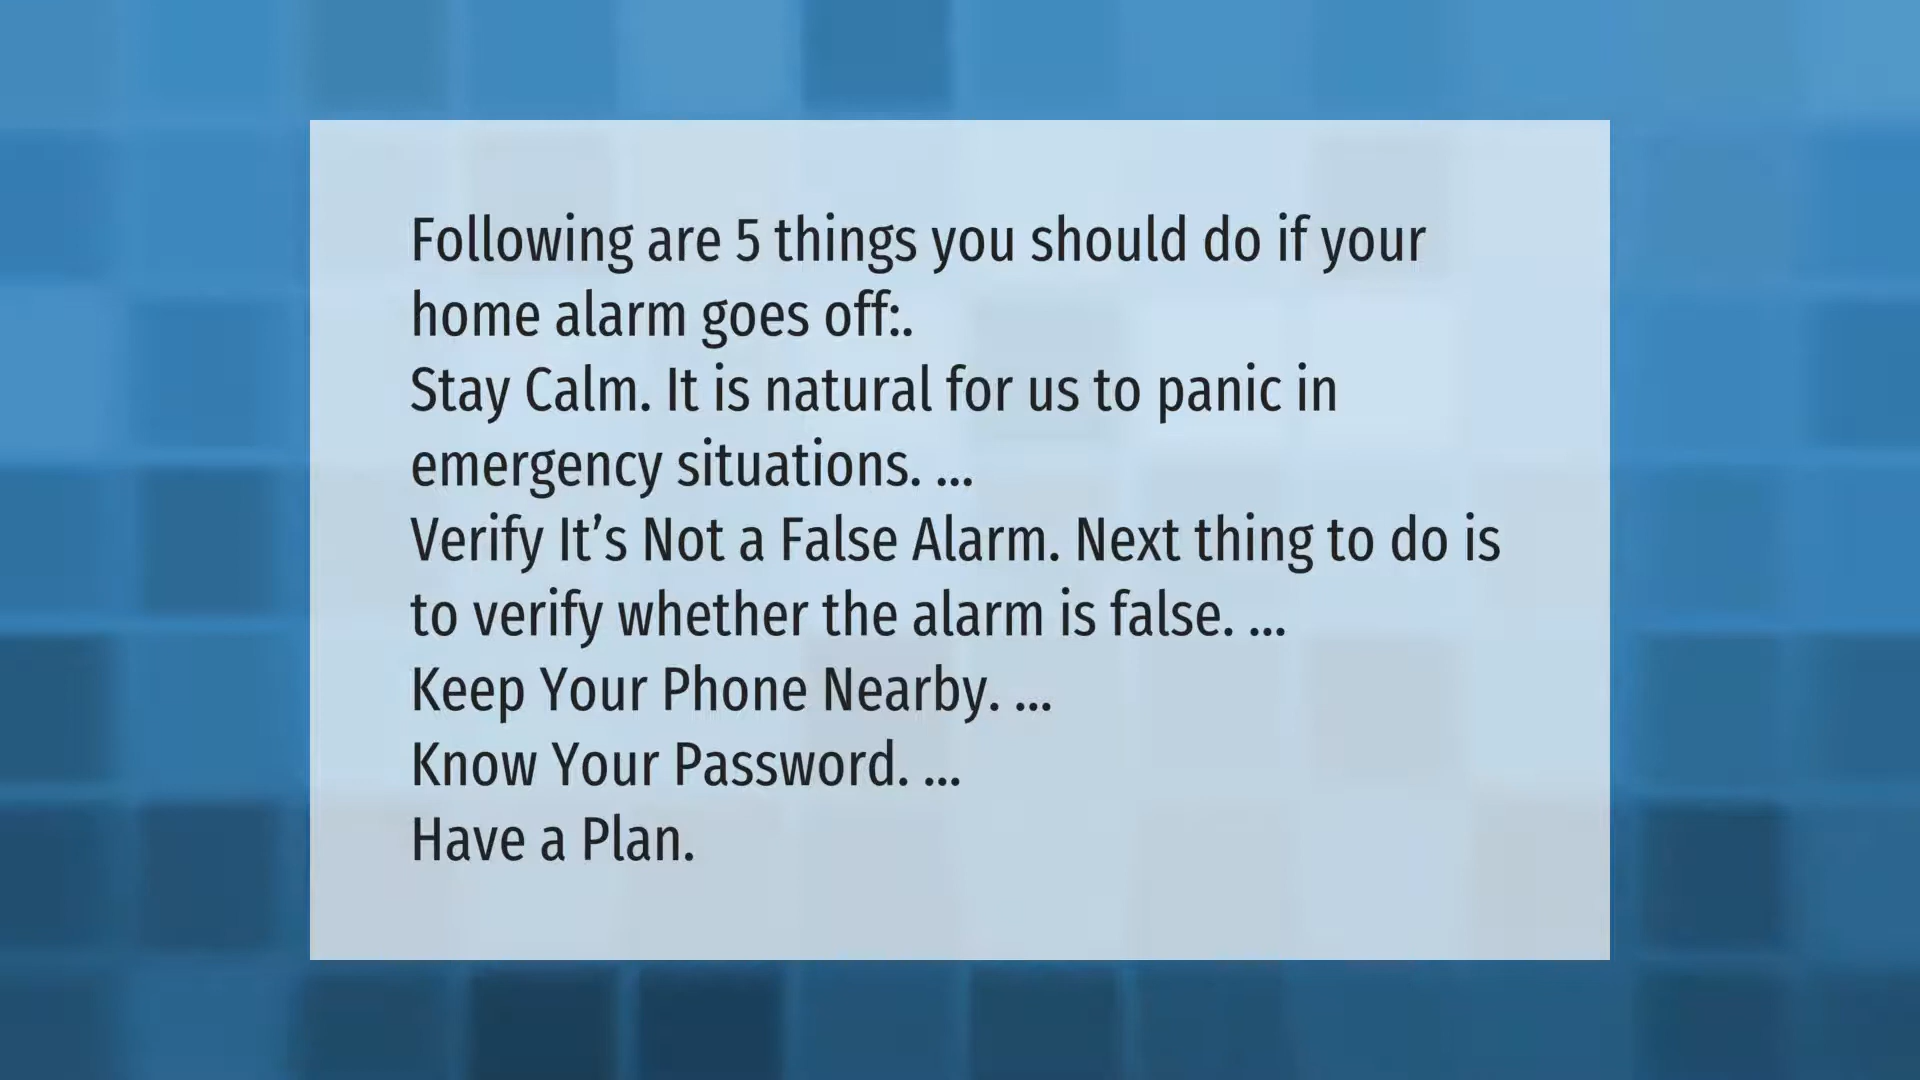 Following are 5 things you should do if your
home alarm goes off:.
Stay Calm. It is natural for us to panic in
emergency situations. ...
Verify It’s Not a False Alarm. Next thing to do is
to verify whether the alarm is false. ...
Keep Your Phone Nearby. ...
Know Your Password. ...
Have a Plan.